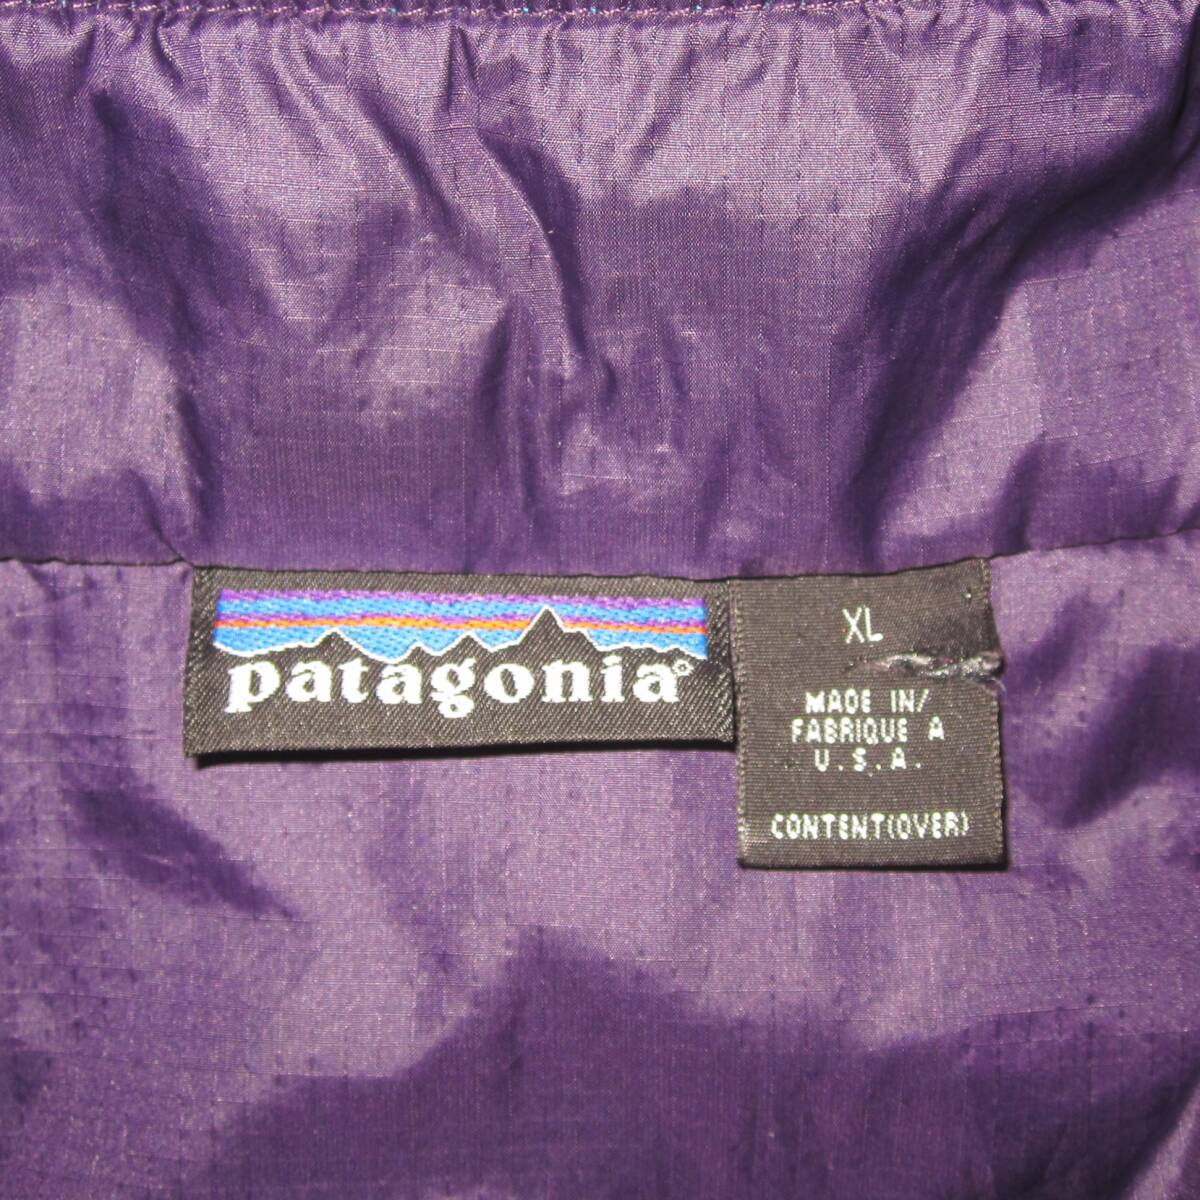 patagonia®
XL
MADE IN/
FABRIQUE A
U.S.A.
CONTENT(OVER)